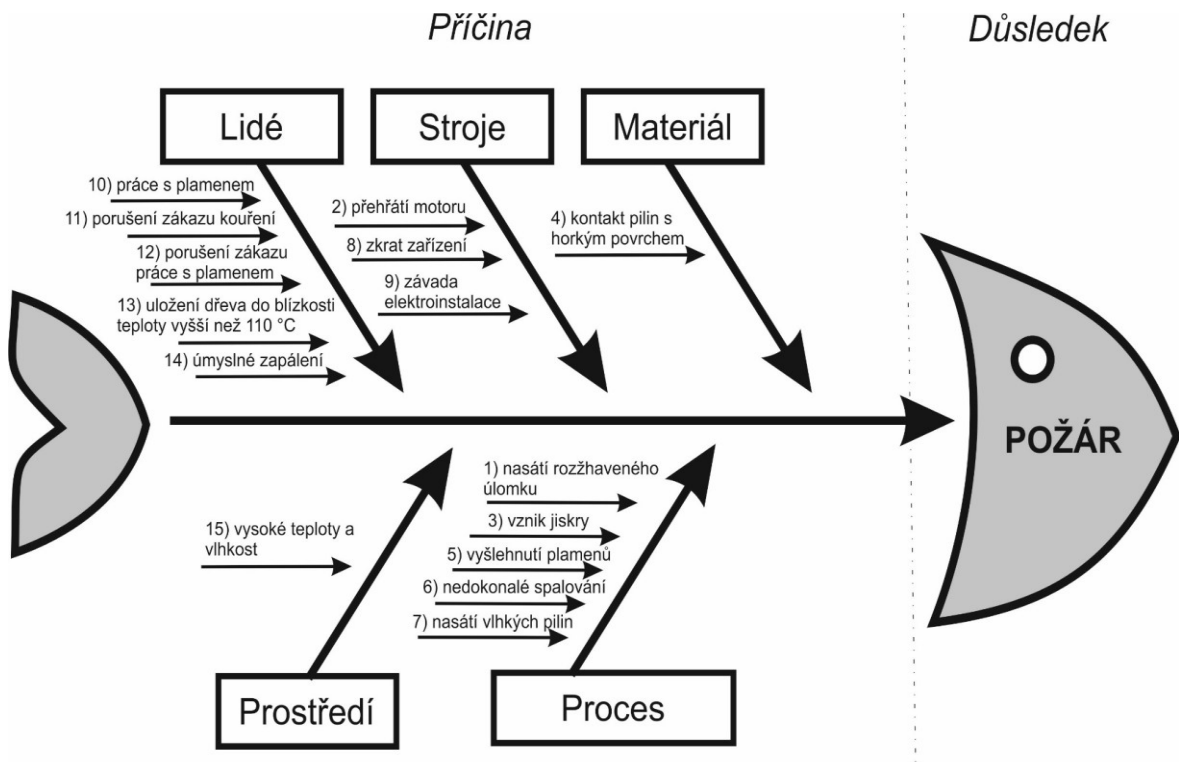 Příčina
Důsledek
Lidé
Stroje
Materiál
10) práce s plamenem
11) porušení zákazu kouření
12) porušení zákazu
práce s plamenem
13) uložení dřeva do blízkosti
teploty vyšší než 110 °C
14) úmyslné zapálení
2) přehřátí motoru
8) zkrat zařízení
9) závada
elektroinstalace
4) kontakt pilin s
horkým povrchem
POŽÁR
15) vysoké teploty a
vlhkost
1) nasátí rozžhaveného
úlomku
3) vznik jiskry
5) vyšlehnutí plamenů
6) nedokonalé spalování
7) nasátí vlhkých pilin
Prostředí
Proces